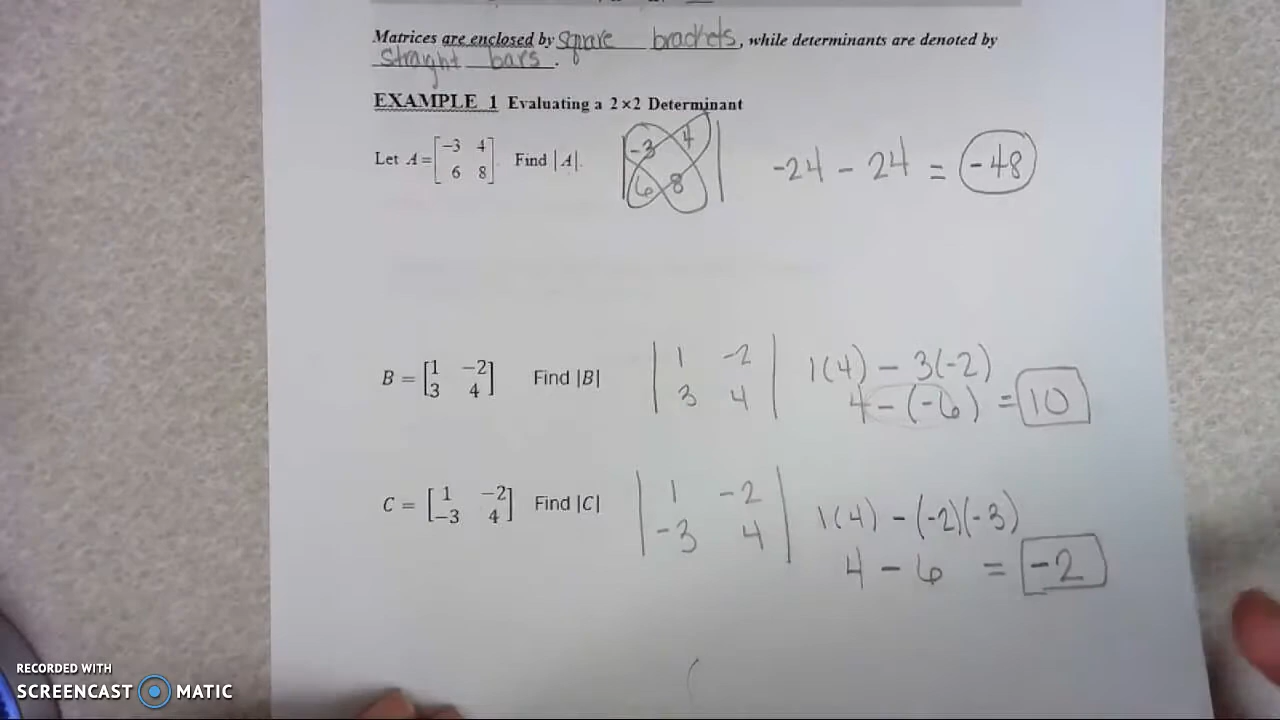 Matrices are enclosed by square brackets, while determinants are denoted by
straight bars.
EXAMPLE 1 Evaluating a 2×2 Determinant
Let A=[-3 4 6 8] Find |A|. |-3 4 6 8| -24 - 24 = -48
B = [1 -2 3 4] Find |B| |1 -2 3 4| 1(4) - 3(-2)
4 - (-6) = 10
C = [1 -2 -3 4] Find |C| |1 -2 -3 4| 1(4) - (-2)(-3)
4 - 6 = -2
RECORDED WITH
SCREENCAST MATIC